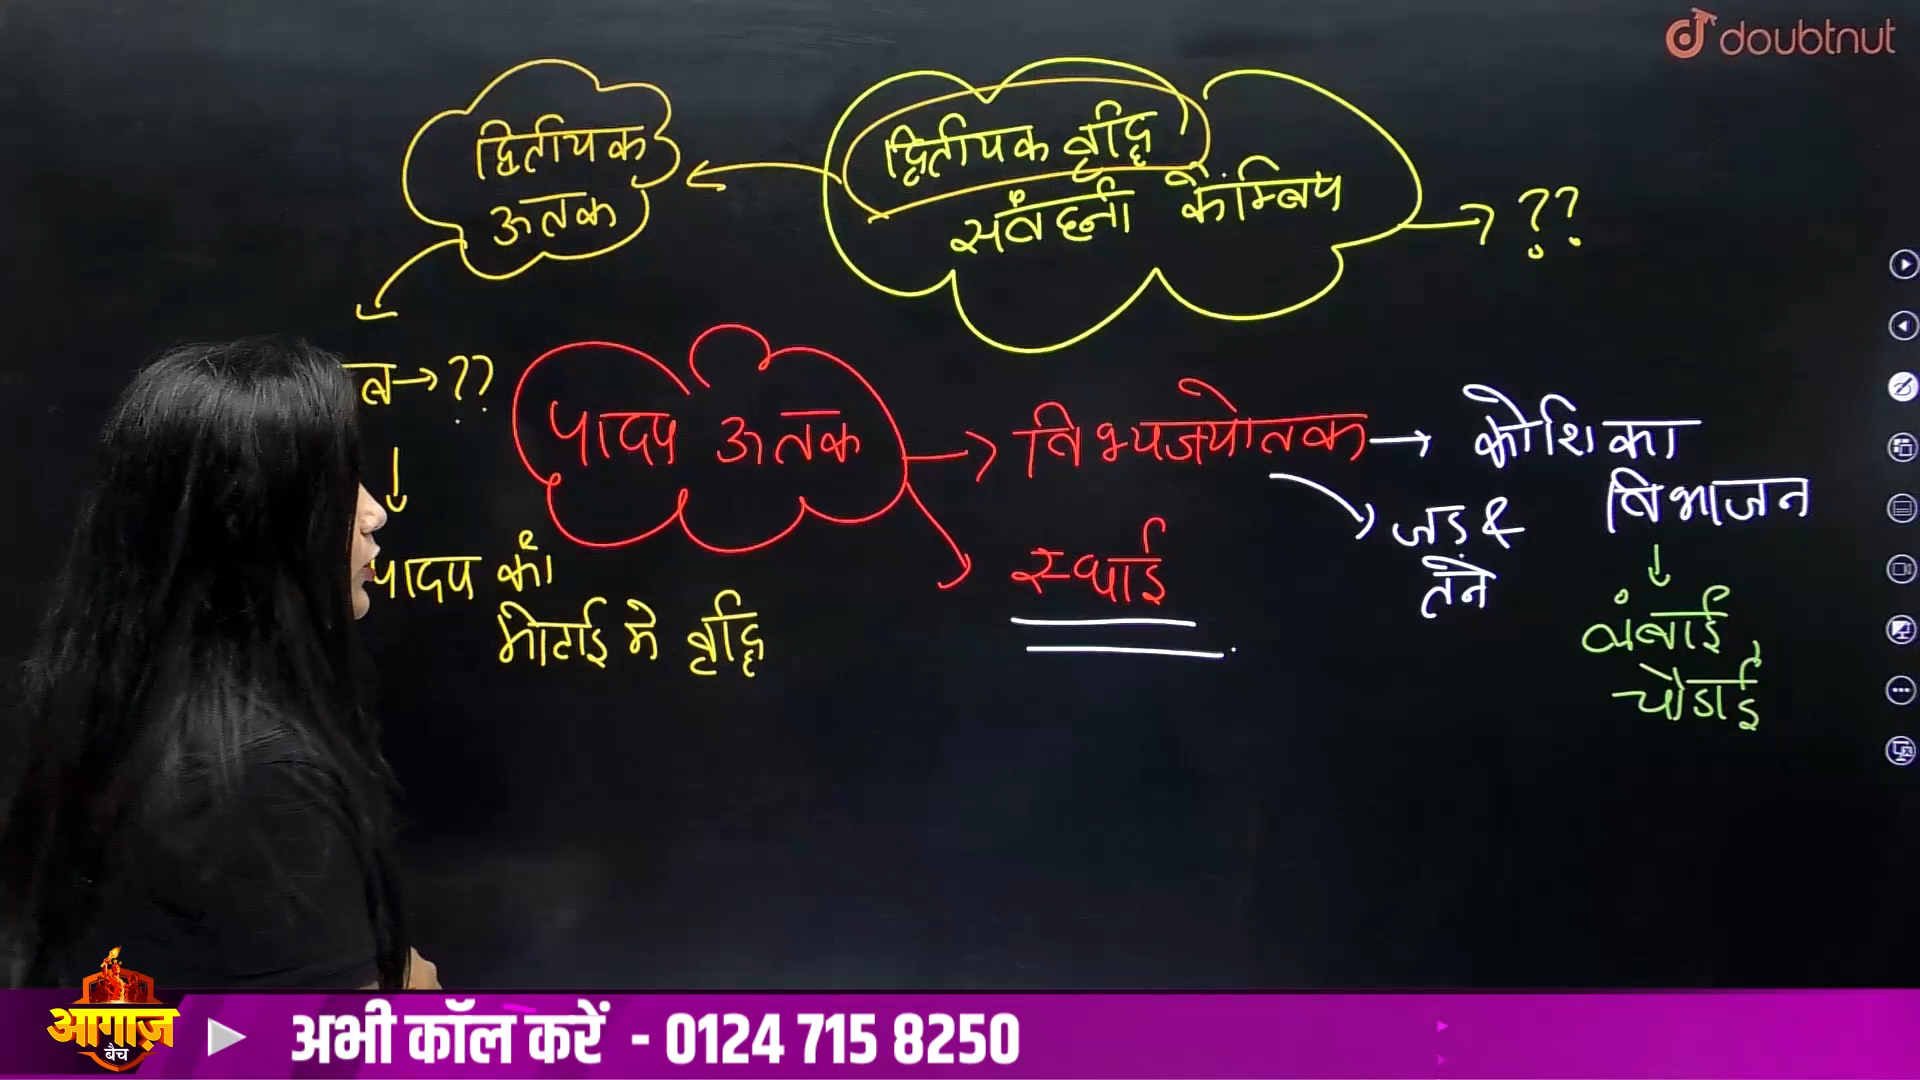 doubtnut
द्वितीयक
ऊतक
द्वितीयक वृद्धि
संवहनी कैम्बियम
→ ??
→ ??
पादप की
मोटाई मे वृद्धि
पादप ऊतक
→ विभज्योतक → कोशिका
विभाजन
जड़ &
तने
स्थाई
लंबाई,
चौडाई
आगाज़
बैच
अभी कॉल करें - 0124 715 8250